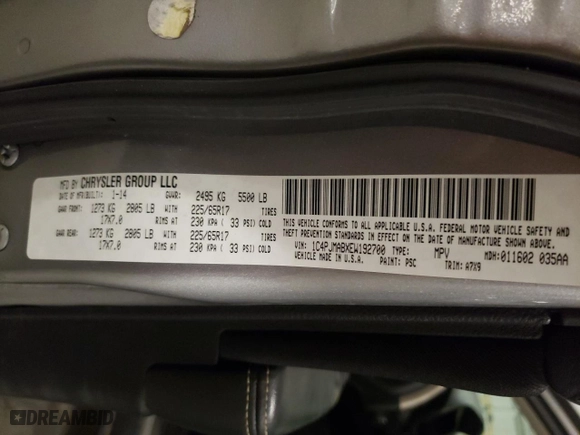 MFD BY CHRYSLER GROUP LLC
DATE OF MFR(BUILT): 1-14 GVWR: 2495 KG 5500 LB
GAWR FRONT: 1273 KG 2805 LB WITH 225/65R17 TIRES
17X7.0 RIMS AT 230 KPA ( 33 PSI) COLD
GAWR REAR: 1273 KG 2805 LB WITH 225/65R17 TIRES
17X7.0 RIMS AT 230 KPA ( 33 PSI) COLD
THIS VEHICLE CONFORMS TO ALL APPLICABLE U.S.A. FEDERAL MOTOR VEHICLE SAFETY AND
THEFT PREVENTION STANDARDS IN EFFECT ON THE DATE OF MANUFACTURE SHOWN ABOVE.
VIN: 1C4PJMABXEW192700 TYPE: MPV MDH: 011602 035AA
VEHICLE MADE IN U.S.A. PAINT: PSC TRIM: A7X9
DREAMBID